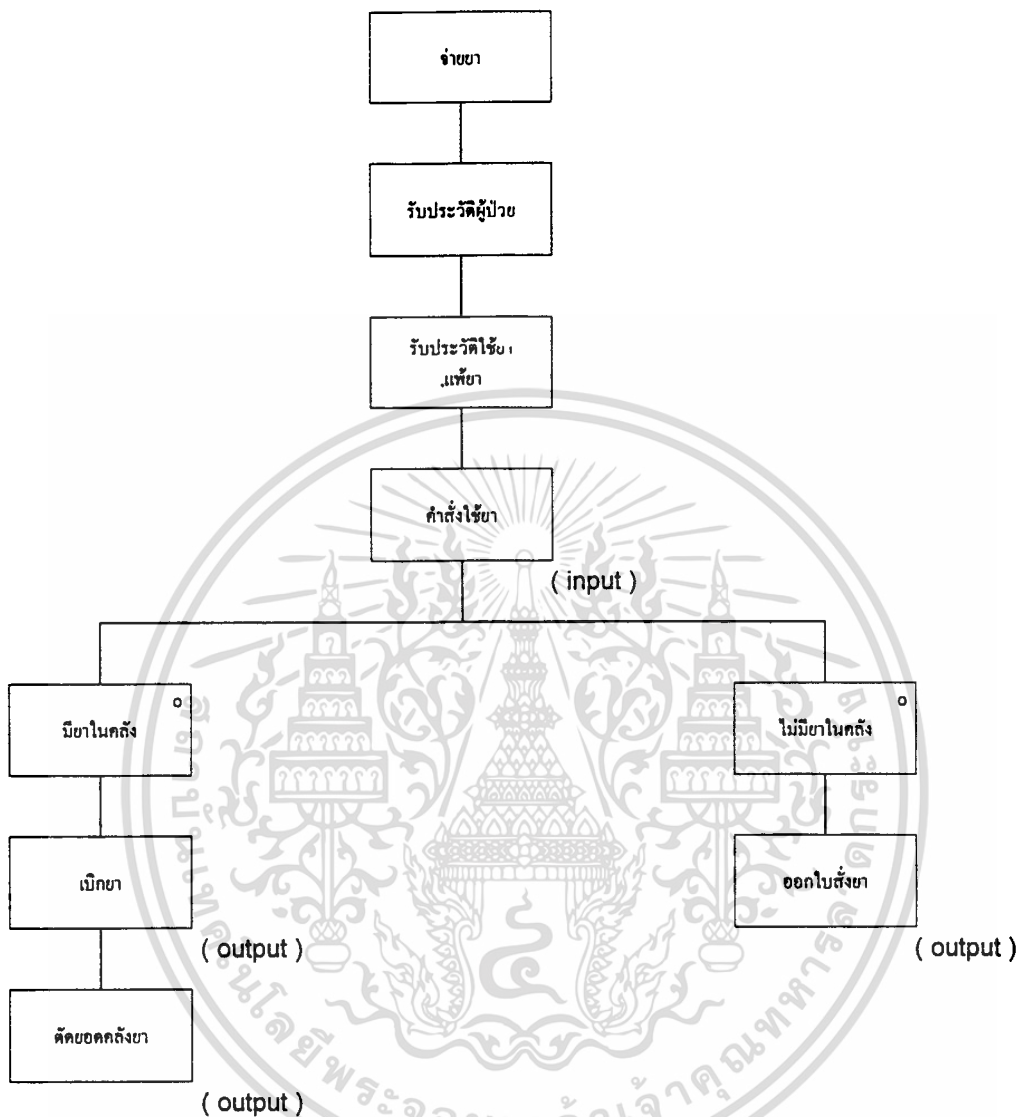 จ่ายยา
รับประวัติผู้ป่วย
รับประวัติใช้ยา
,แพ้ยา
คำสั่งใช้ยา
( input )
มียาในคลัง
ไม่มียาในคลัง
เบิกยา
( output )
ออกใบสั่งยา
( output )
ตัดยอดคลังยา
( output )